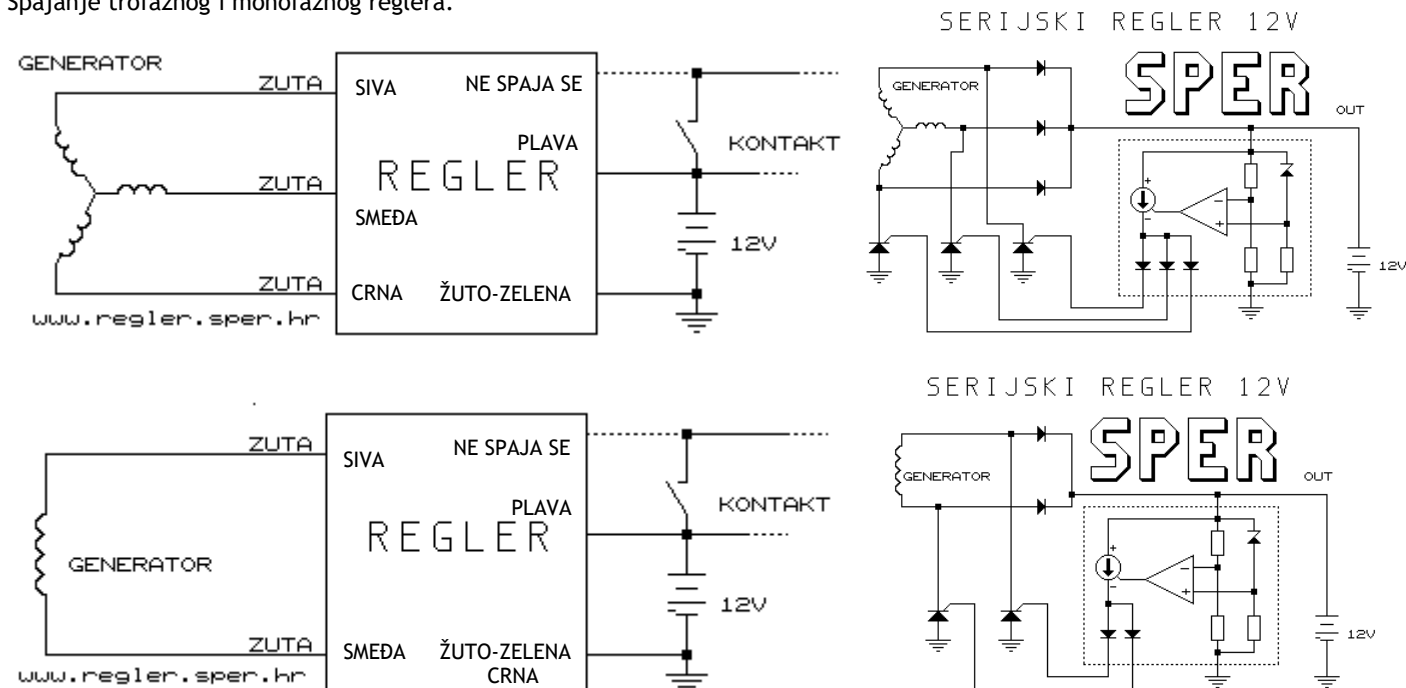 Spajanje trofaznog i monofaznog reglera.
SERIJSKI REGLER 12V
SPER
GENERATOR
ZUTA
SIVA
NE SPAJA SE
PLAVA
KONTAKT
ZUTA
REGLER
SMEĐA
12V
ZUTA
CRNA
ŽUTO-ZELENA
www.regler.sper.hr
GENERATOR
OUT
+
-
-
+
12V
SERIJSKI REGLER 12V
SPER
ZUTA
SIVA
NE SPAJA SE
PLAVA
KONTAKT
REGLER
GENERATOR
12V
ZUTA
SMEĐA
ŽUTO-ZELENA
CRNA
www.regler.sper.hr
GENERATOR
OUT
+
-
-
+
12V